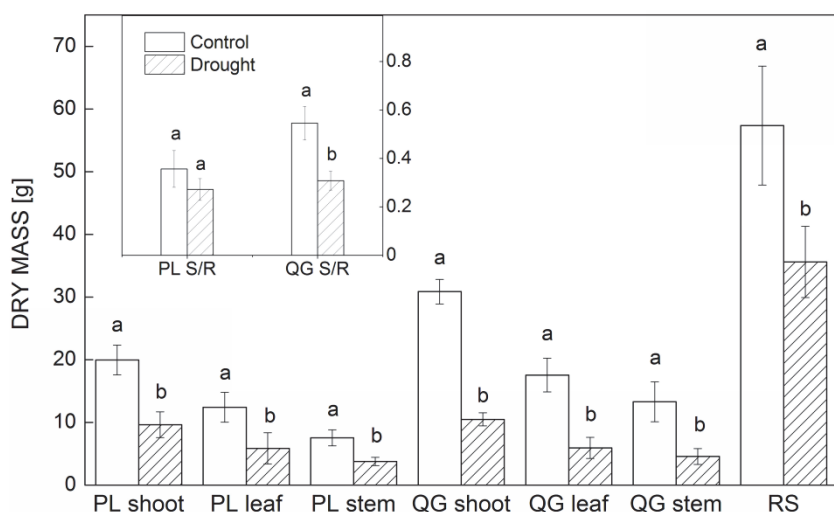 DRY MASS [g]
70
60
50
40
30
20
10
0
Control
Drought
0.8
0.6
0.4
0.2
0
a
a
a
b
PL S/R QG S/R
a
b
a
b
a
b
a
b
a
b
a
b
a
b
PL shoot PL leaf PL stem QG shoot QG leaf QG stem RS